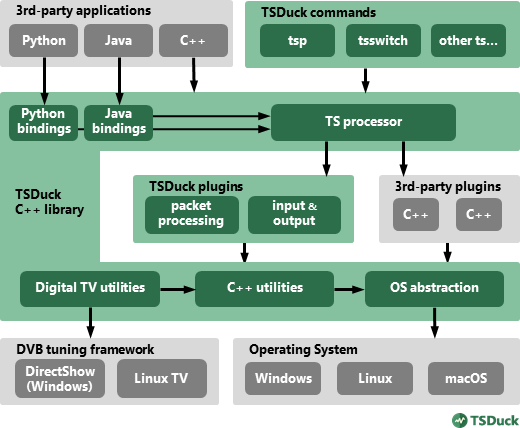 3rd-party applications
Python
Java
C++
TSDuck commands
tsp
tsswitch
other ts...
Python
bindings
Java
bindings
TS processor
TSDuck
C++ library
TSDuck plugins
packet
processing
input &
output
3rd-party plugins
C++
C++
Digital TV utilities
C++ utilities
OS abstraction
DVB tuning framework
DirectShow
(Windows)
Linux TV
Operating System
Windows
Linux
macOS
TSDuck